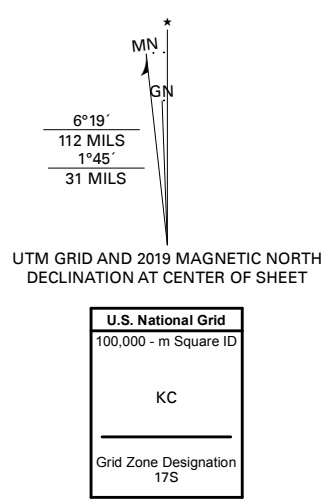 MN
GN
6°19´
112 MILS
1°45´
31 MILS
UTM GRID AND 2019 MAGNETIC NORTH
DECLINATION AT CENTER OF SHEET
U.S. National Grid
100,000 - m Square ID
KC
Grid Zone Designation
17S